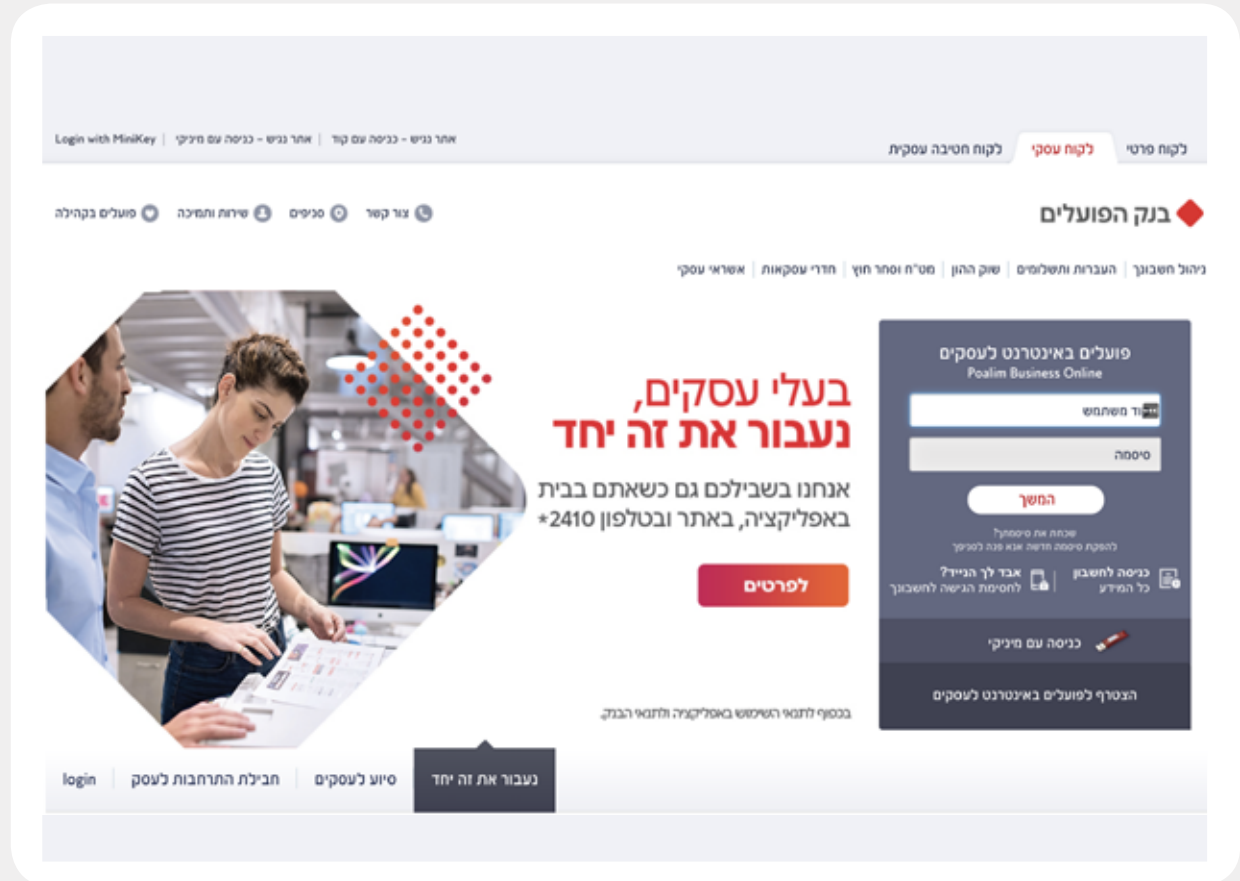 לקוח פרטי
לקוח עסקי
לקוח חטיבה עסקית
אתר נגיש – כניסה עם קוד | אתר נגיש – כניסה עם מיניקי | Login with MiniKey
בנק הפועלים
צור קשר
סניפים
שירות ותמיכה
פועלים בקהילה
ניהול חשבונך | העברות ותשלומים | שוק ההון | מט"ח וסחר חוץ | חדרי עסקאות | אשראי עסקי
פועלים באינטרנט לעסקים
Poalim Business Online
וד משתמש
סיסמה
המשך
שכחת את סיסמתך?
להפקת סיסמה חדשה אנא פנה לסניפך
כניסה לחשבון
כל המידע
אבד לך הנייד?
לחסימת הגישה לחשבונך
כניסה עם מיניקי
הצטרף לפועלים באינטרנט לעסקים
בעלי עסקים,
נעבור את זה יחד
אנחנו בשבילכם גם כשאתם בבית
באפליקציה, באתר ובטלפון 2410*
לפרטים
בכפוף לתנאי השימוש באפליקציה ולתנאי הבנק.
נעבור את זה יחד
סיוע לעסקים
חבילת התרחבות לעסק
login